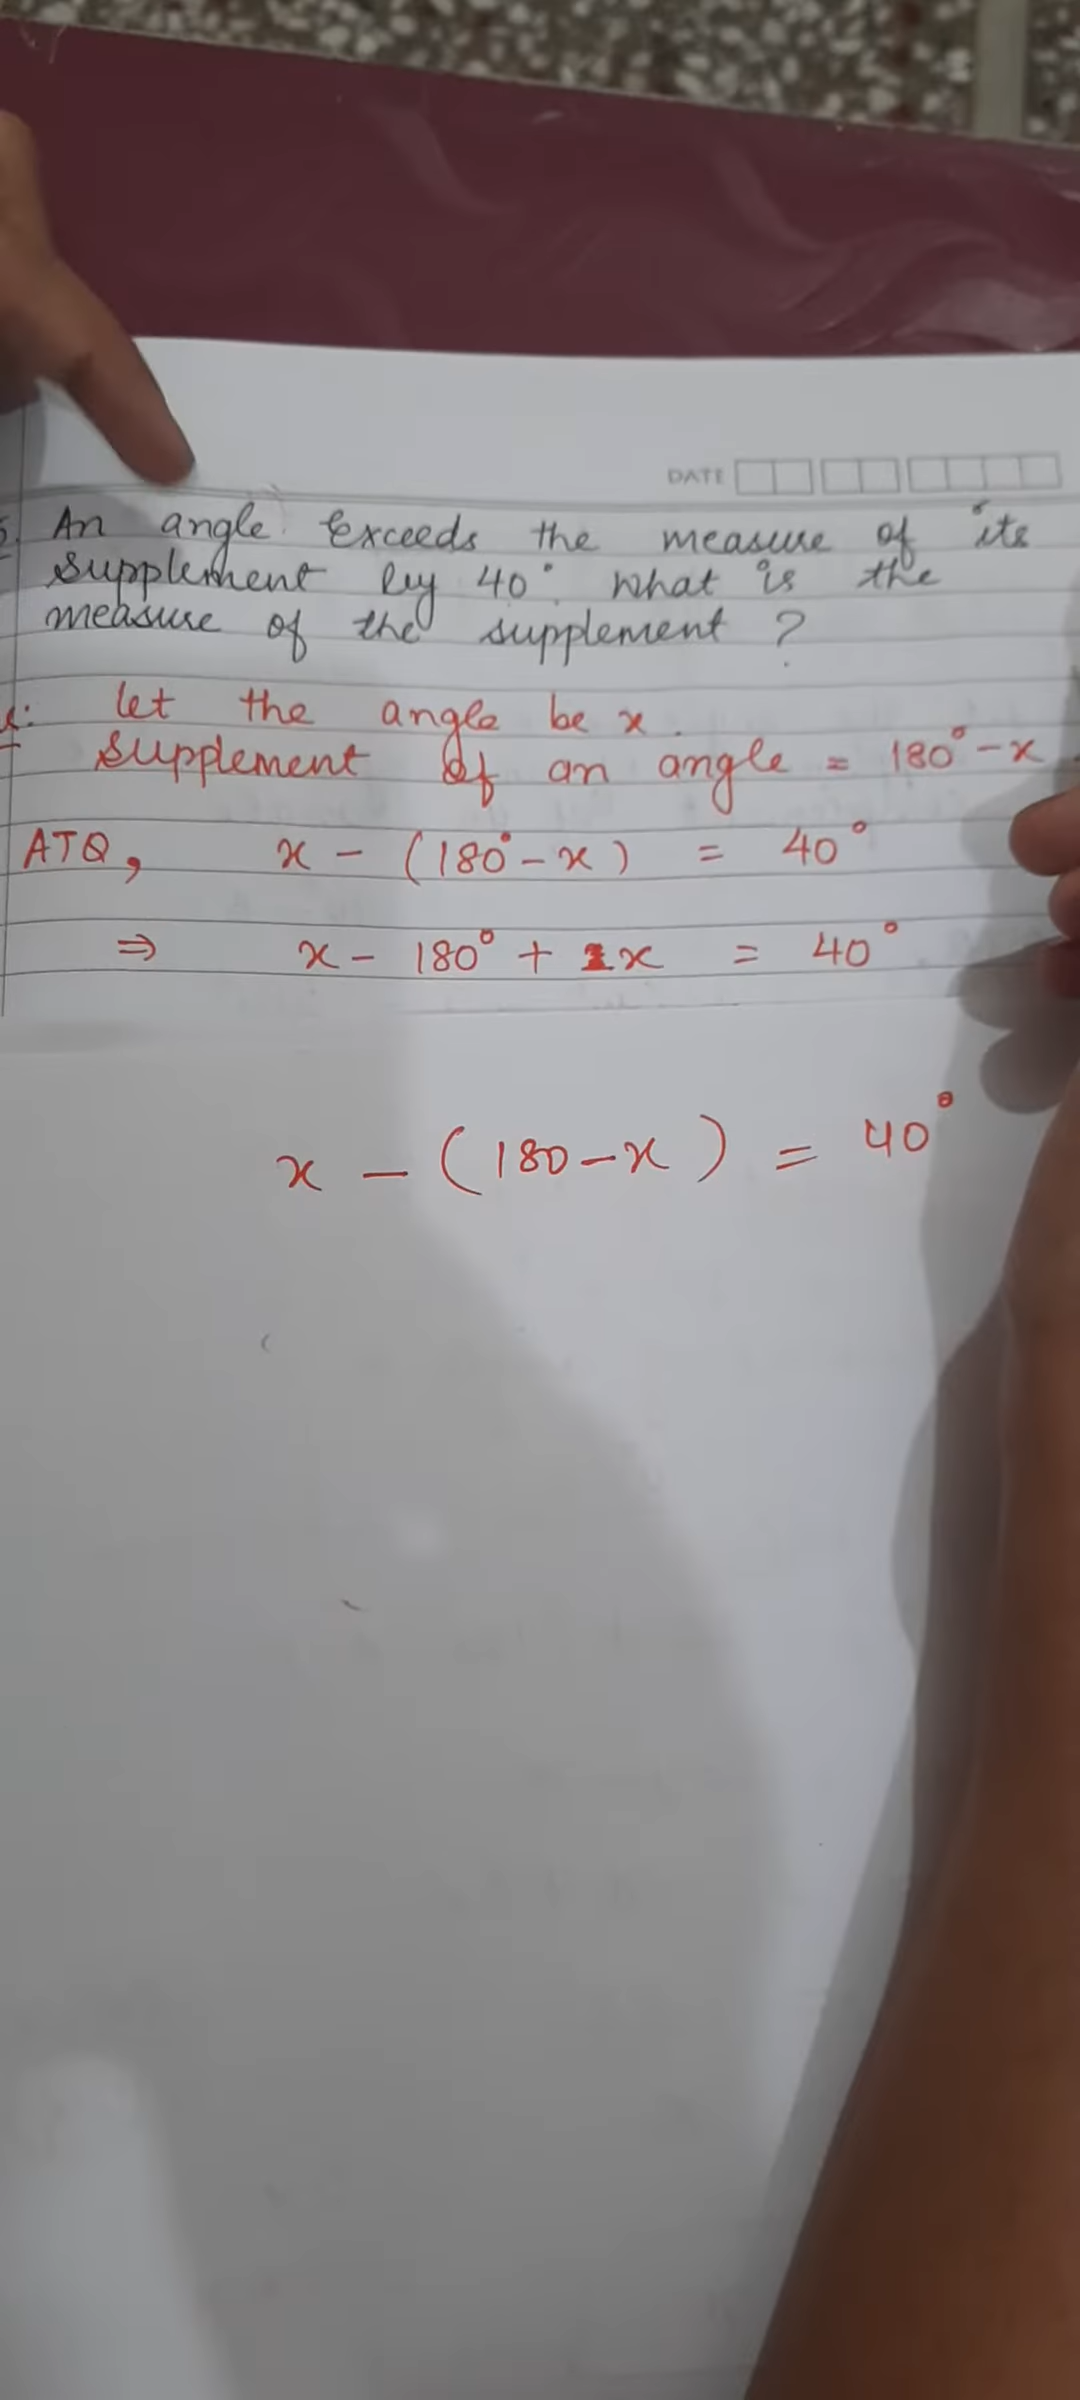 DATE
An angle Exceeds the measure of its
supplement by 40°. What is the
measure of the supplement ?
let the angle be x.
supplement of an angle = 180° - x
ATQ, x - (180° - x) = 40°
⇒ x - 180° + 1x = 40°
x - (180 - x) = 40°